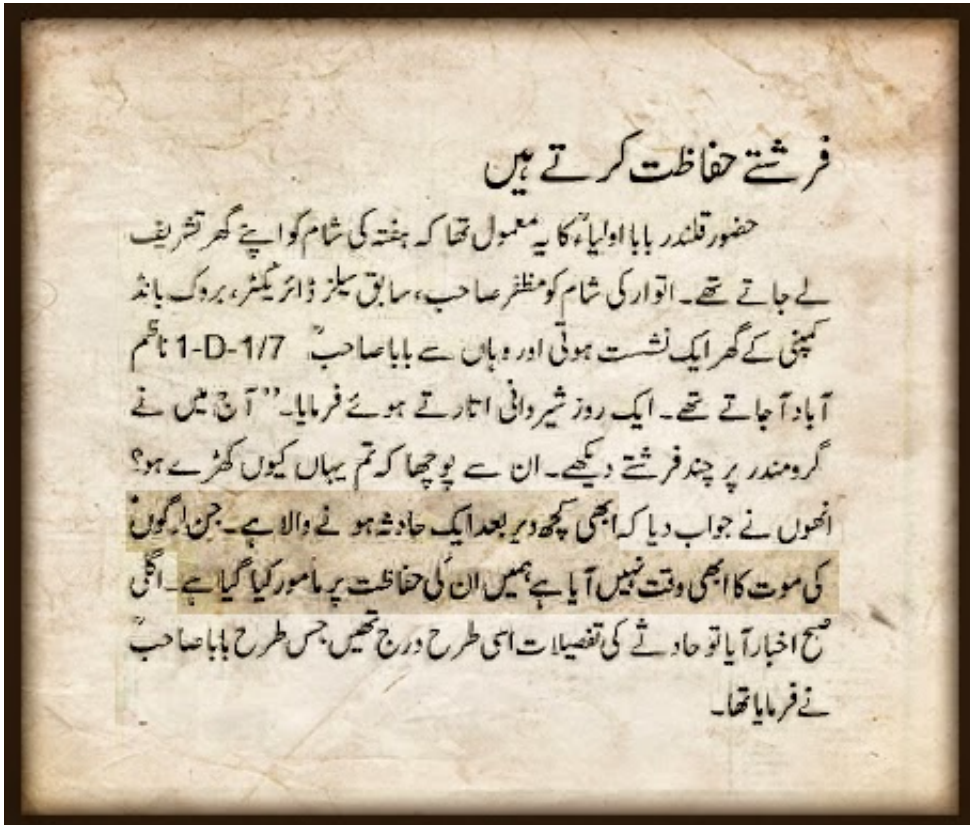 فرشتے حفاظت کرتے ہیں
حضور قلندر بابا اولیاءؒ کا یہ معمول تھا کہ ہفتہ کی شام کو اپنے گھر تشریف
لے جاتے تھے۔ اتوار کی شام کو مظفر صاحب، سابق سیلز ڈائریکٹر، بروک بانڈ
کمپنی کے گھر ایک نشست ہوتی اور وہاں سے بابا صاحبؒ 1-D-1/7 ناظم
آباد آ جاتے تھے۔ ایک روز شیروانی اتارتے ہوئے فرمایا۔ ’’آج میں نے
گرومندر پر چند فرشتے دیکھے۔ ان سے پوچھا کہ تم یہاں کیوں کھڑے ہو؟
انھوں نے جواب دیا کہ ابھی کچھ دیر بعد ایک حادثہ ہونے والا ہے۔ جن لوگوں
کی موت کا ابھی وقت نہیں آیا ہے ہمیں ان کی حفاظت پر مامور کیا گیا ہے۔ اگلی
صبح اخبار آیا تو حادثے کی تفصیلات اسی طرح درج تھیں جس طرح بابا صاحبؒ
نے فرمایا تھا۔